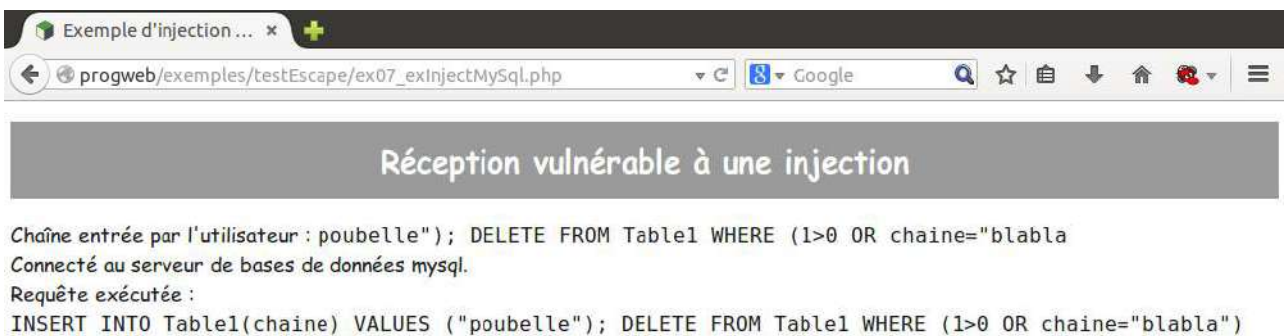 Exemple d'injection ... ×
progweb/exemples/testEscape/ex07_exInjectMySql.php
8 Google
Réception vulnérable à une injection
Chaîne entrée par l'utilisateur : poubelle"); DELETE FROM Table1 WHERE (1>0 OR chaine="blabla
Connecté au serveur de bases de données mysql.
Requête exécutée :
INSERT INTO Table1(chaine) VALUES ("poubelle"); DELETE FROM Table1 WHERE (1>0 OR chaine="blabla")